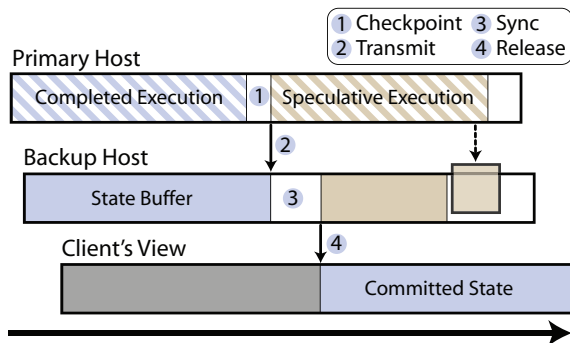 1 Checkpoint 3 Sync
2 Transmit 4 Release
Primary Host
Completed Execution 1 Speculative Execution
2
Backup Host
State Buffer 3
4
Client's View
Committed State